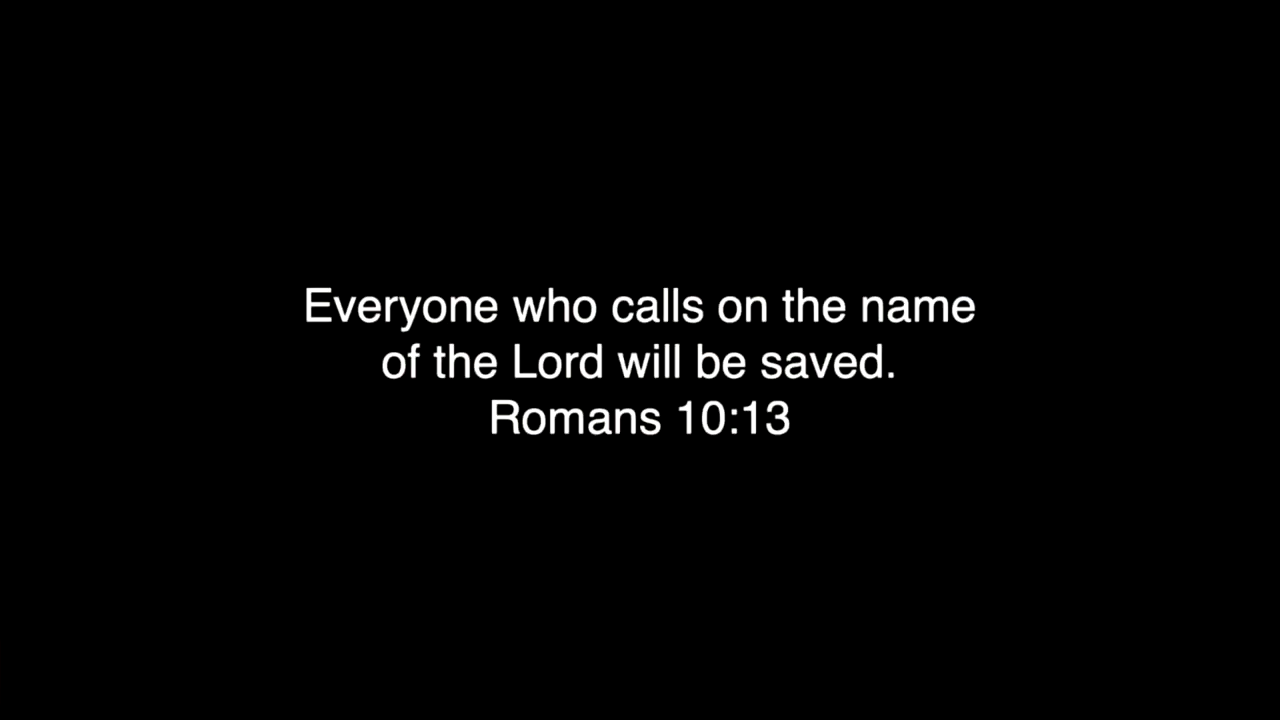 Everyone who calls on the name
of the Lord will be saved.
Romans 10:13